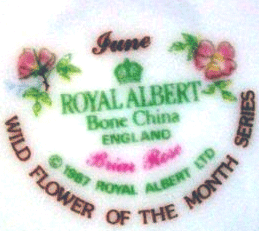 June
ROYAL ALBERT
Bone China
ENGLAND
Briar Rose
© 1987 ROYAL ALBERT LTD
WILD FLOWER OF THE MONTH SERIES